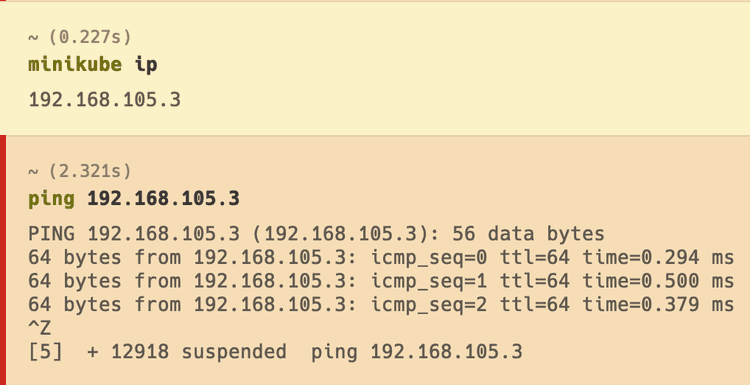 ~ (0.227s)
minikube ip
192.168.105.3
~ (2.321s)
ping 192.168.105.3
PING 192.168.105.3 (192.168.105.3): 56 data bytes
64 bytes from 192.168.105.3: icmp_seq=0 ttl=64 time=0.294 ms
64 bytes from 192.168.105.3: icmp_seq=1 ttl=64 time=0.500 ms
64 bytes from 192.168.105.3: icmp_seq=2 ttl=64 time=0.379 ms
^Z
[5]  + 12918 suspended  ping 192.168.105.3